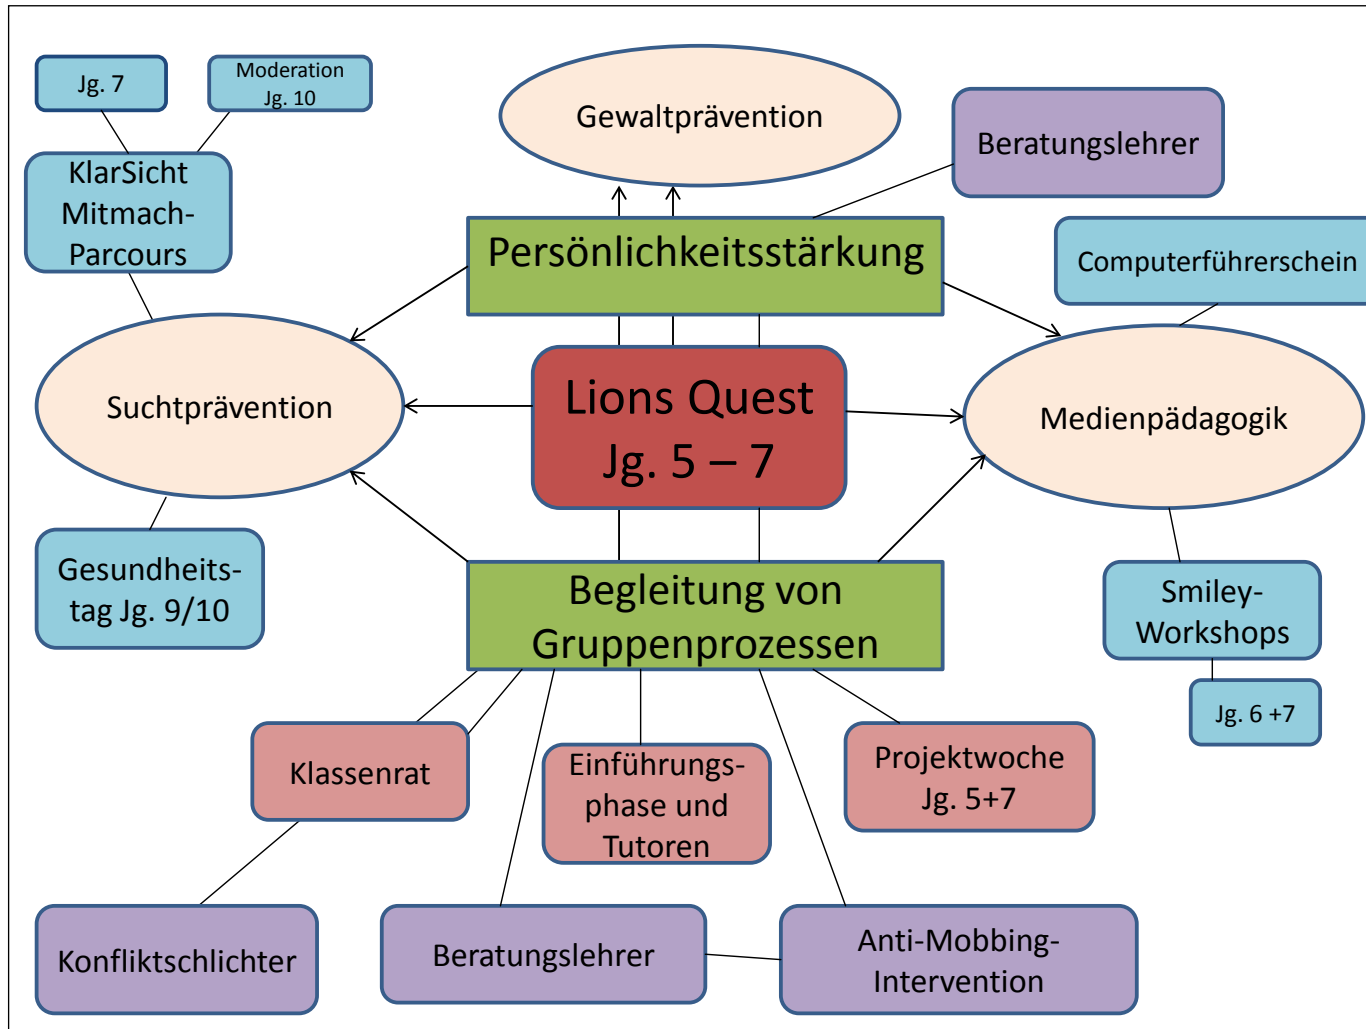 Jg. 7
Moderation
Jg. 10
Gewaltprävention
Beratungslehrer
KlarSicht
Mitmach-
Parcours
Persönlichkeitsstärkung
Computerführerschein
Suchtprävention
Lions Quest
Jg. 5 – 7
Medienpädagogik
Gesundheits-
tag Jg. 9/10
Begleitung von
Gruppenprozessen
Smiley-
Workshops
Jg. 6 +7
Klassenrat
Einführungs-
phase und
Tutoren
Projektwoche
Jg. 5+7
Konfliktschlichter
Beratungslehrer
Anti-Mobbing-
Intervention